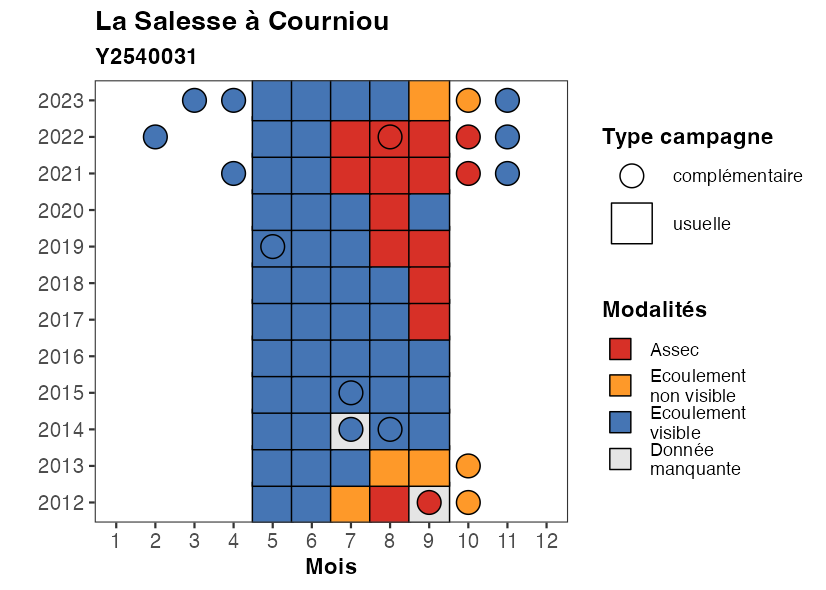 La Salesse à Courniou
Y2540031
2023
2022
2021
2020
2019
2018
2017
2016
2015
2014
2013
2012
1 2 3 4 5 6 7 8 9 10 11 12
Mois
Type campagne
complémentaire
usuelle
Modalités
Assec
Ecoulement
non visible
Ecoulement
visible
Donnée
manquante